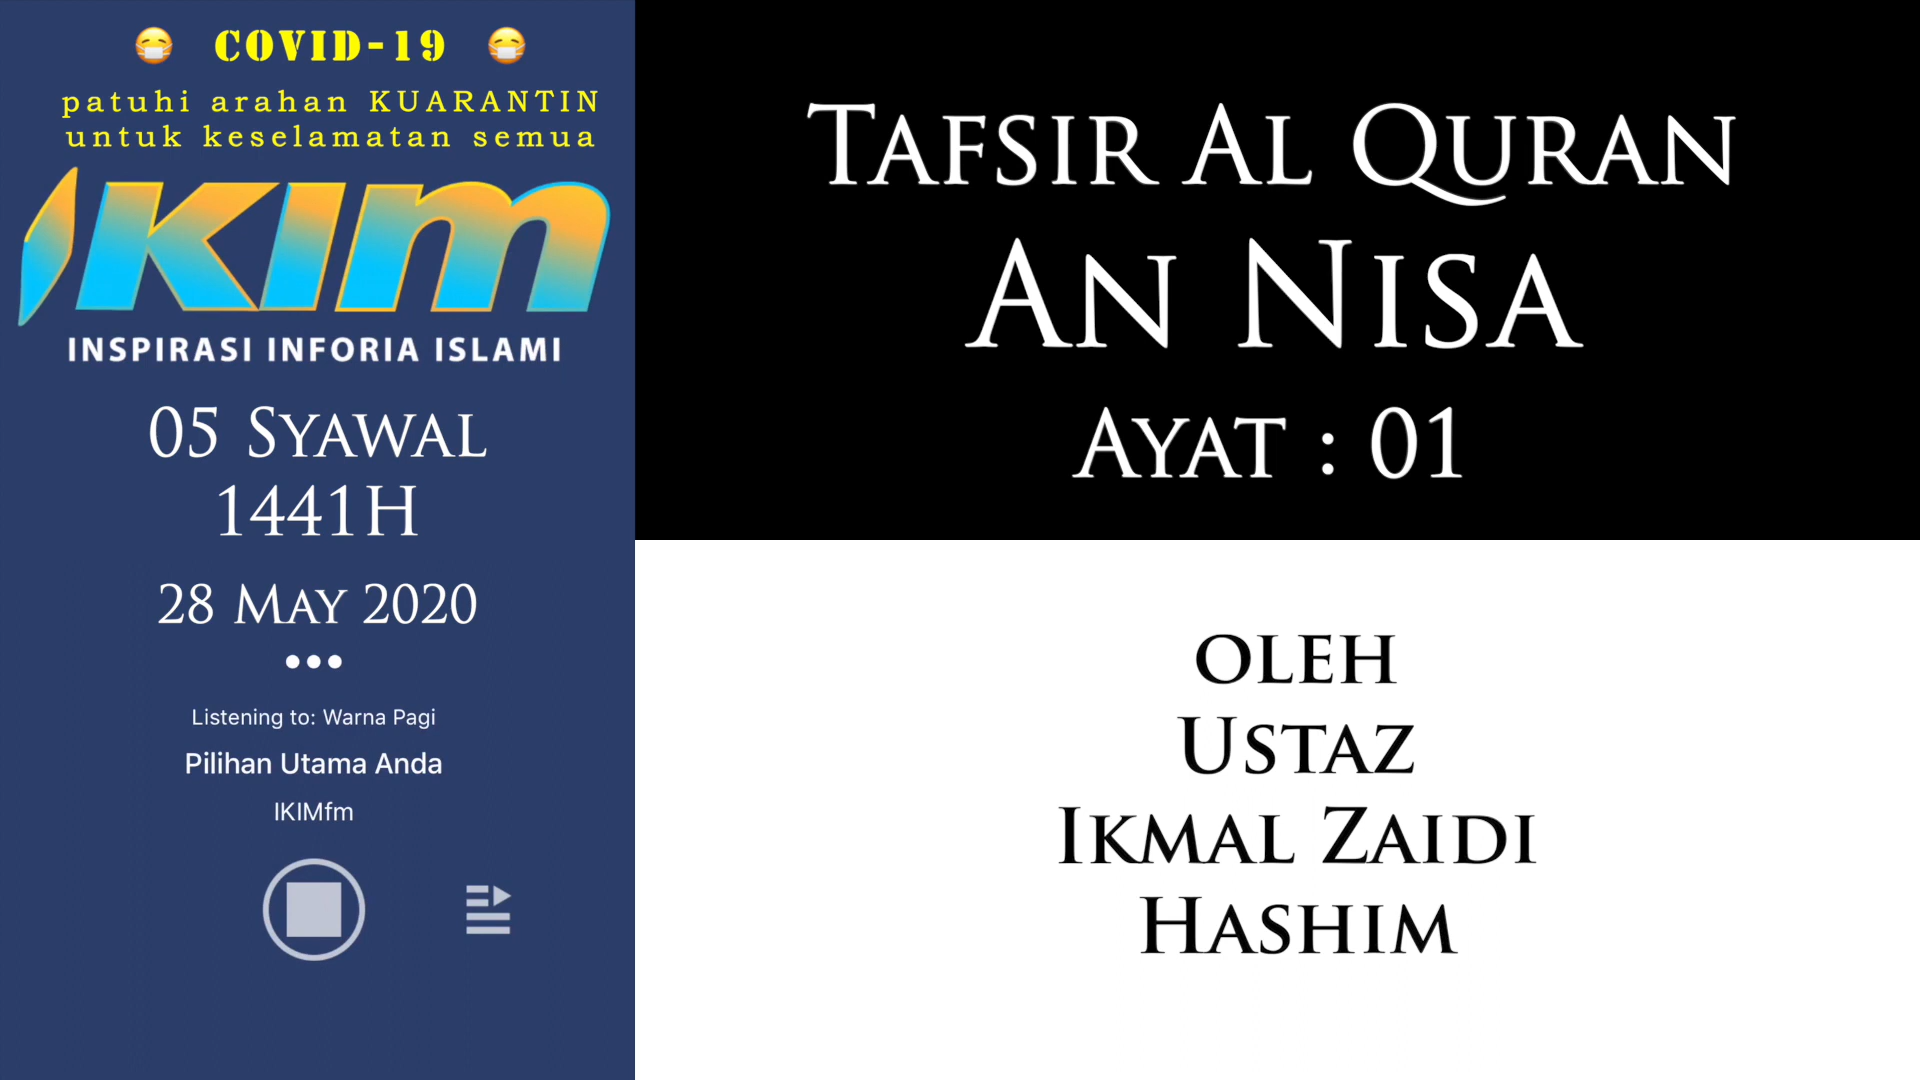 COVID-19
patuhi arahan KUARANTIN
untuk keselamatan semua
IKIM
INSPIRASI INFORIA ISLAMI
05 SYAWAL
1441H
28 MAY 2020
Listening to: Warna Pagi
Pilihan Utama Anda
IKIMfm
TAFSIR AL QURAN
AN NISA
AYAT : 01
OLEH
USTAZ
IKMAL ZAIDI
HASHIM